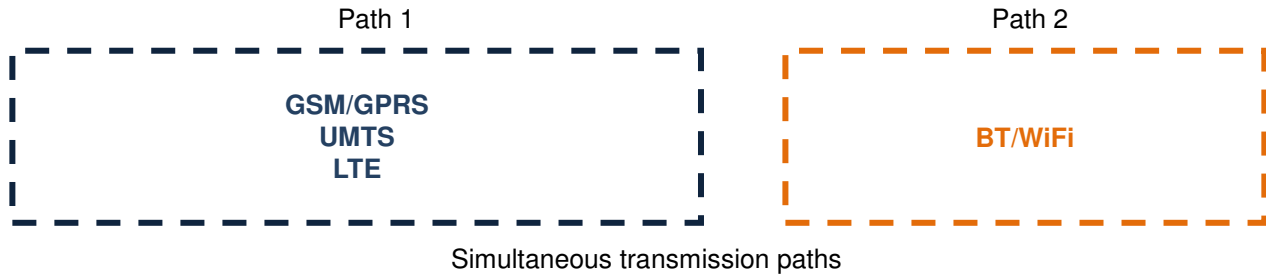 Path 1
Path 2
GSM/GPRS
UMTS
LTE
BT/WiFi
Simultaneous transmission paths